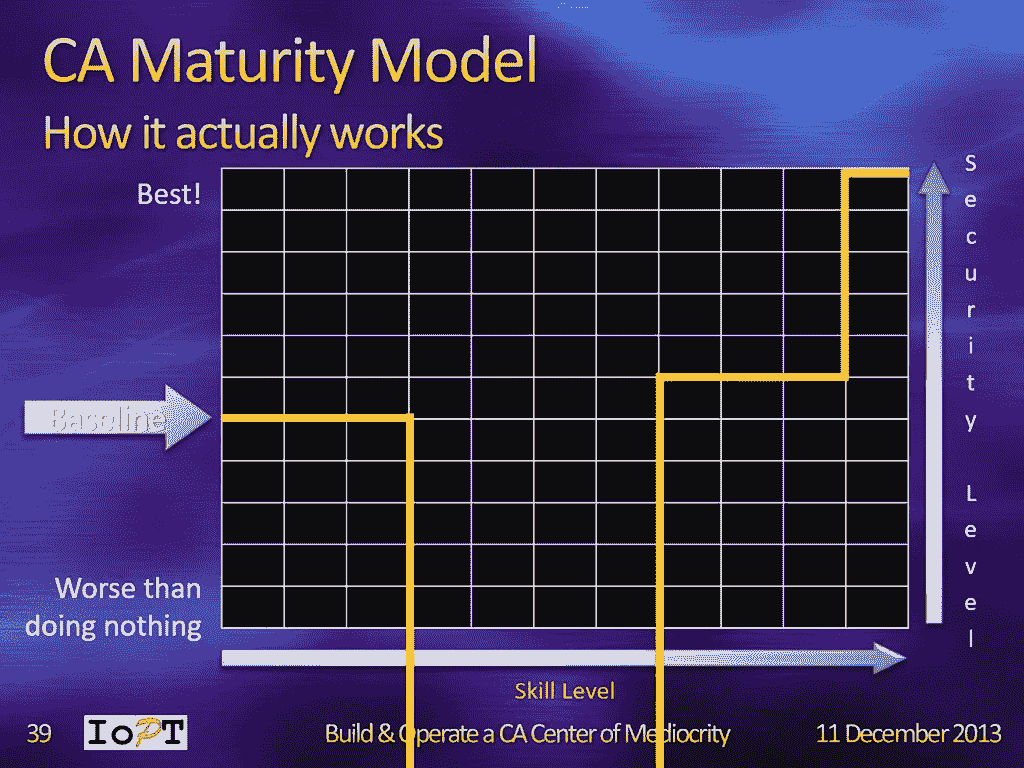 CA Maturity Model
How it actually works
Best!
Baseline
Worse than
doing nothing
Security Level
Skill Level
39
IoPT
Build & Operate a CA Center of Mediocrity
11 December 2013